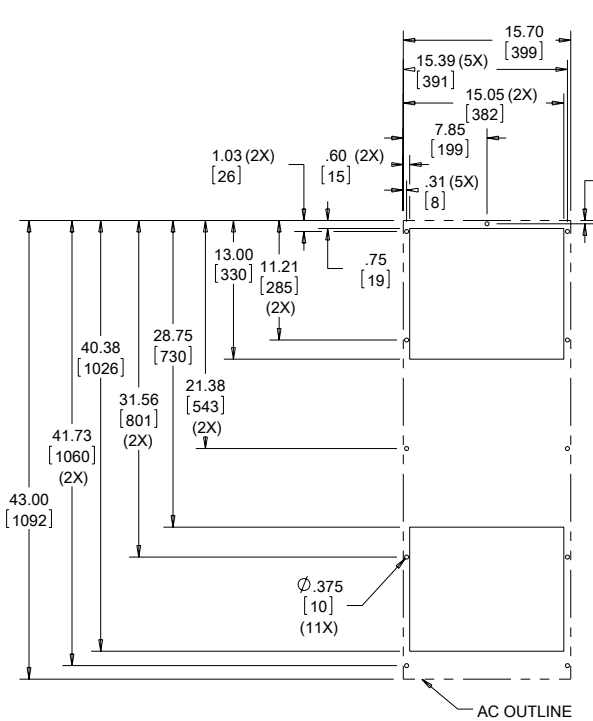 15.70
[399]
15.39 (5X)
[391]
15.05 (2X)
[382]
7.85
[199]
1.03 (2X)
[26]
.60 (2X)
[15]
.31 (5X)
[8]
.75
[19]
13.00
[330]
11.21
[285]
(2X)
28.75
[730]
40.38
[1026]
21.38
[543]
(2X)
31.56
[801]
(2X)
41.73
[1060]
(2X)
43.00
[1092]
∅.375
[10]
(11X)
AC OUTLINE